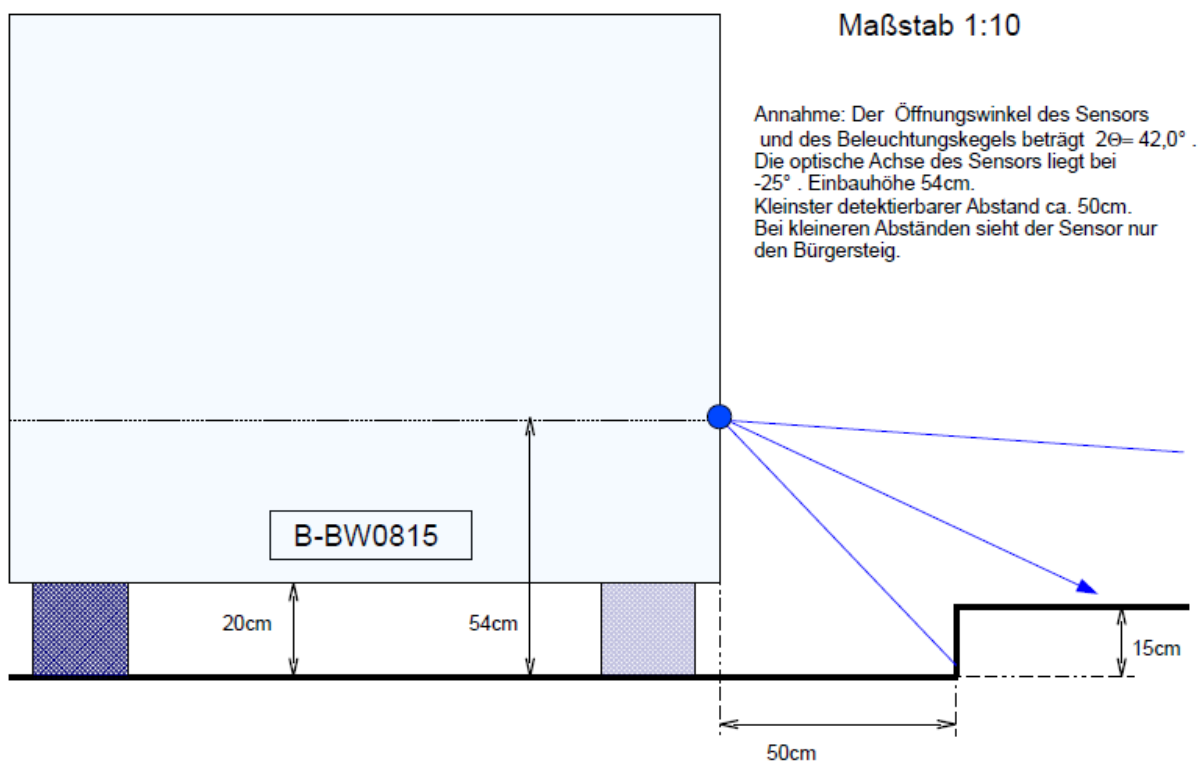 Maßstab 1:10
Annahme: Der Öffnungswinkel des Sensors
und des Beleuchtungskegels beträgt 2Θ= 42,0° .
Die optische Achse des Sensors liegt bei
-25° . Einbauhöhe 54cm.
Kleinster detektierbarer Abstand ca. 50cm.
Bei kleineren Abständen sieht der Sensor nur
den Bürgersteig.
B-BW0815
20cm
54cm
15cm
50cm